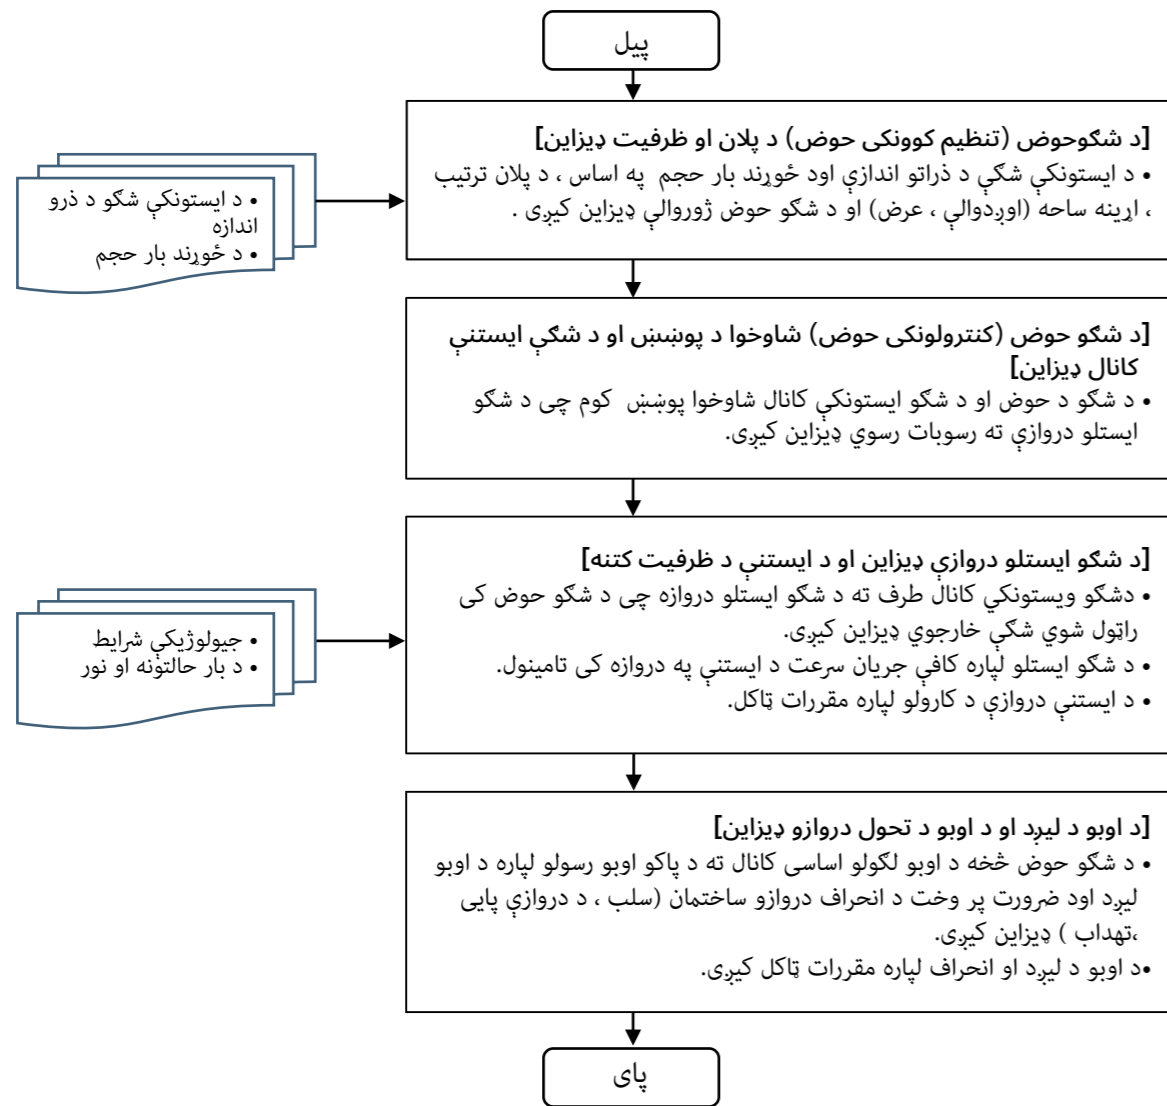 پیل
[د شګوحوض (تنظیم کوونکی حوض) د پلان او ظرفیت ډیزاین]
• د ایستونکې شګې د ذراتو اندازې اود ځوړند بار حجم په اساس ، د پلان ترتیب
، اړینه ساحه (اوږدوالې ، عرض) او د شګو حوض ژوروالې ډیزاین کیږی .
• د ایستونکې شګو د ذرو
اندازه
• د ځوړند بار حجم
[د شګو حوض (کنترولونکی حوض) شاوخوا د پوښښ او د شګې ایستنې
کانال ډیزاین]
• د شګو د حوض او د شګو ایستونکې کانال شاوخوا پوښښ کوم چی د شګو
ایستلو دروازې ته رسوبات رسوي ډیزاین کیږی.
[د شګو ایستلو دروازې ډیزاین او د ایستنې د ظرفیت کتنه]
• دشګو ویستونکي کانال طرف ته د شګو ایستلو دروازه چی د شګو حوض کی
راټول شوي شګې خارجوي ډیزاین کیږی.
• د شګو ایستلو لپاره کافې جریان سرعت د ایستنې په دروازه کی تامینول.
• د ایستنې دروازې د کارولو لپاره مقررات ټاکل.
• جیولوژیکې شرایط
• د بار حالتونه او نور
[د اوبو د لیږد او د اوبو د تحول دروازو ډیزاین]
• د شګو حوض څخه د اوبو لګولو اساسی کانال ته د پاکو اوبو رسولو لپاره د اوبو
لیږد اود ضرورت پر وخت د انحراف دروازو ساختمان (سلب ، د دروازې پایی
،تهداب ) ډیزاین کیږی.
•د اوبو د لیږد او انحراف لپاره مقررات ټاکل کیږی.
پای